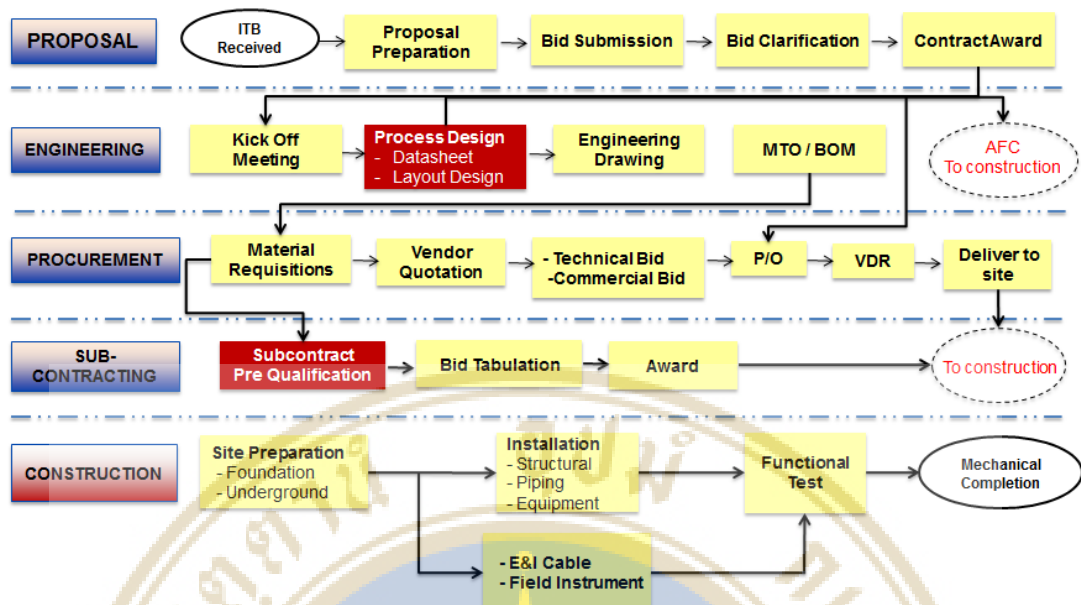 PROPOSAL
ITB
Received
Proposal
Preparation
Bid Submission
Bid Clarification
ContractAward
ENGINEERING
Kick Off
Meeting
Process Design
- Datasheet
- Layout Design
Engineering
Drawing
MTO / BOM
AFC
To construction
PROCUREMENT
Material
Requisitions
Vendor
Quotation
- Technical Bid
-Commercial Bid
P/O
VDR
Deliver to
site
SUB-
CONTRACTING
Subcontract
Pre Qualification
Bid Tabulation
Award
To construction
CONSTRUCTION
Site Preparation
- Foundation
- Underground
Installation
- Structural
- Piping
- Equipment
Functional
Test
Mechanical
Completion
- E&I Cable
- Field Instrument